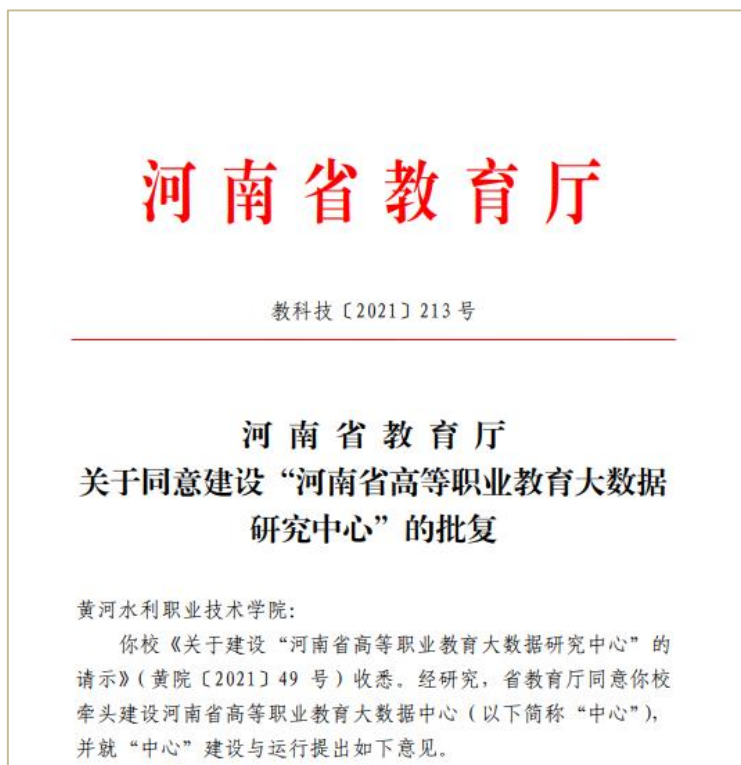 河南省教育厅
教科技〔2021〕213号
河南省教育厅
关于同意建设“河南省高等职业教育大数据
研究中心”的批复
黄河水利职业技术学院：
你校《关于建设“河南省高等职业教育大数据研究中心”的
请示》（黄院〔2021〕49 号）收悉。经研究，省教育厅同意你校
牵头建设河南省高等职业教育大数据中心（以下简称“中心”），
并就“中心”建设与运行提出如下意见。